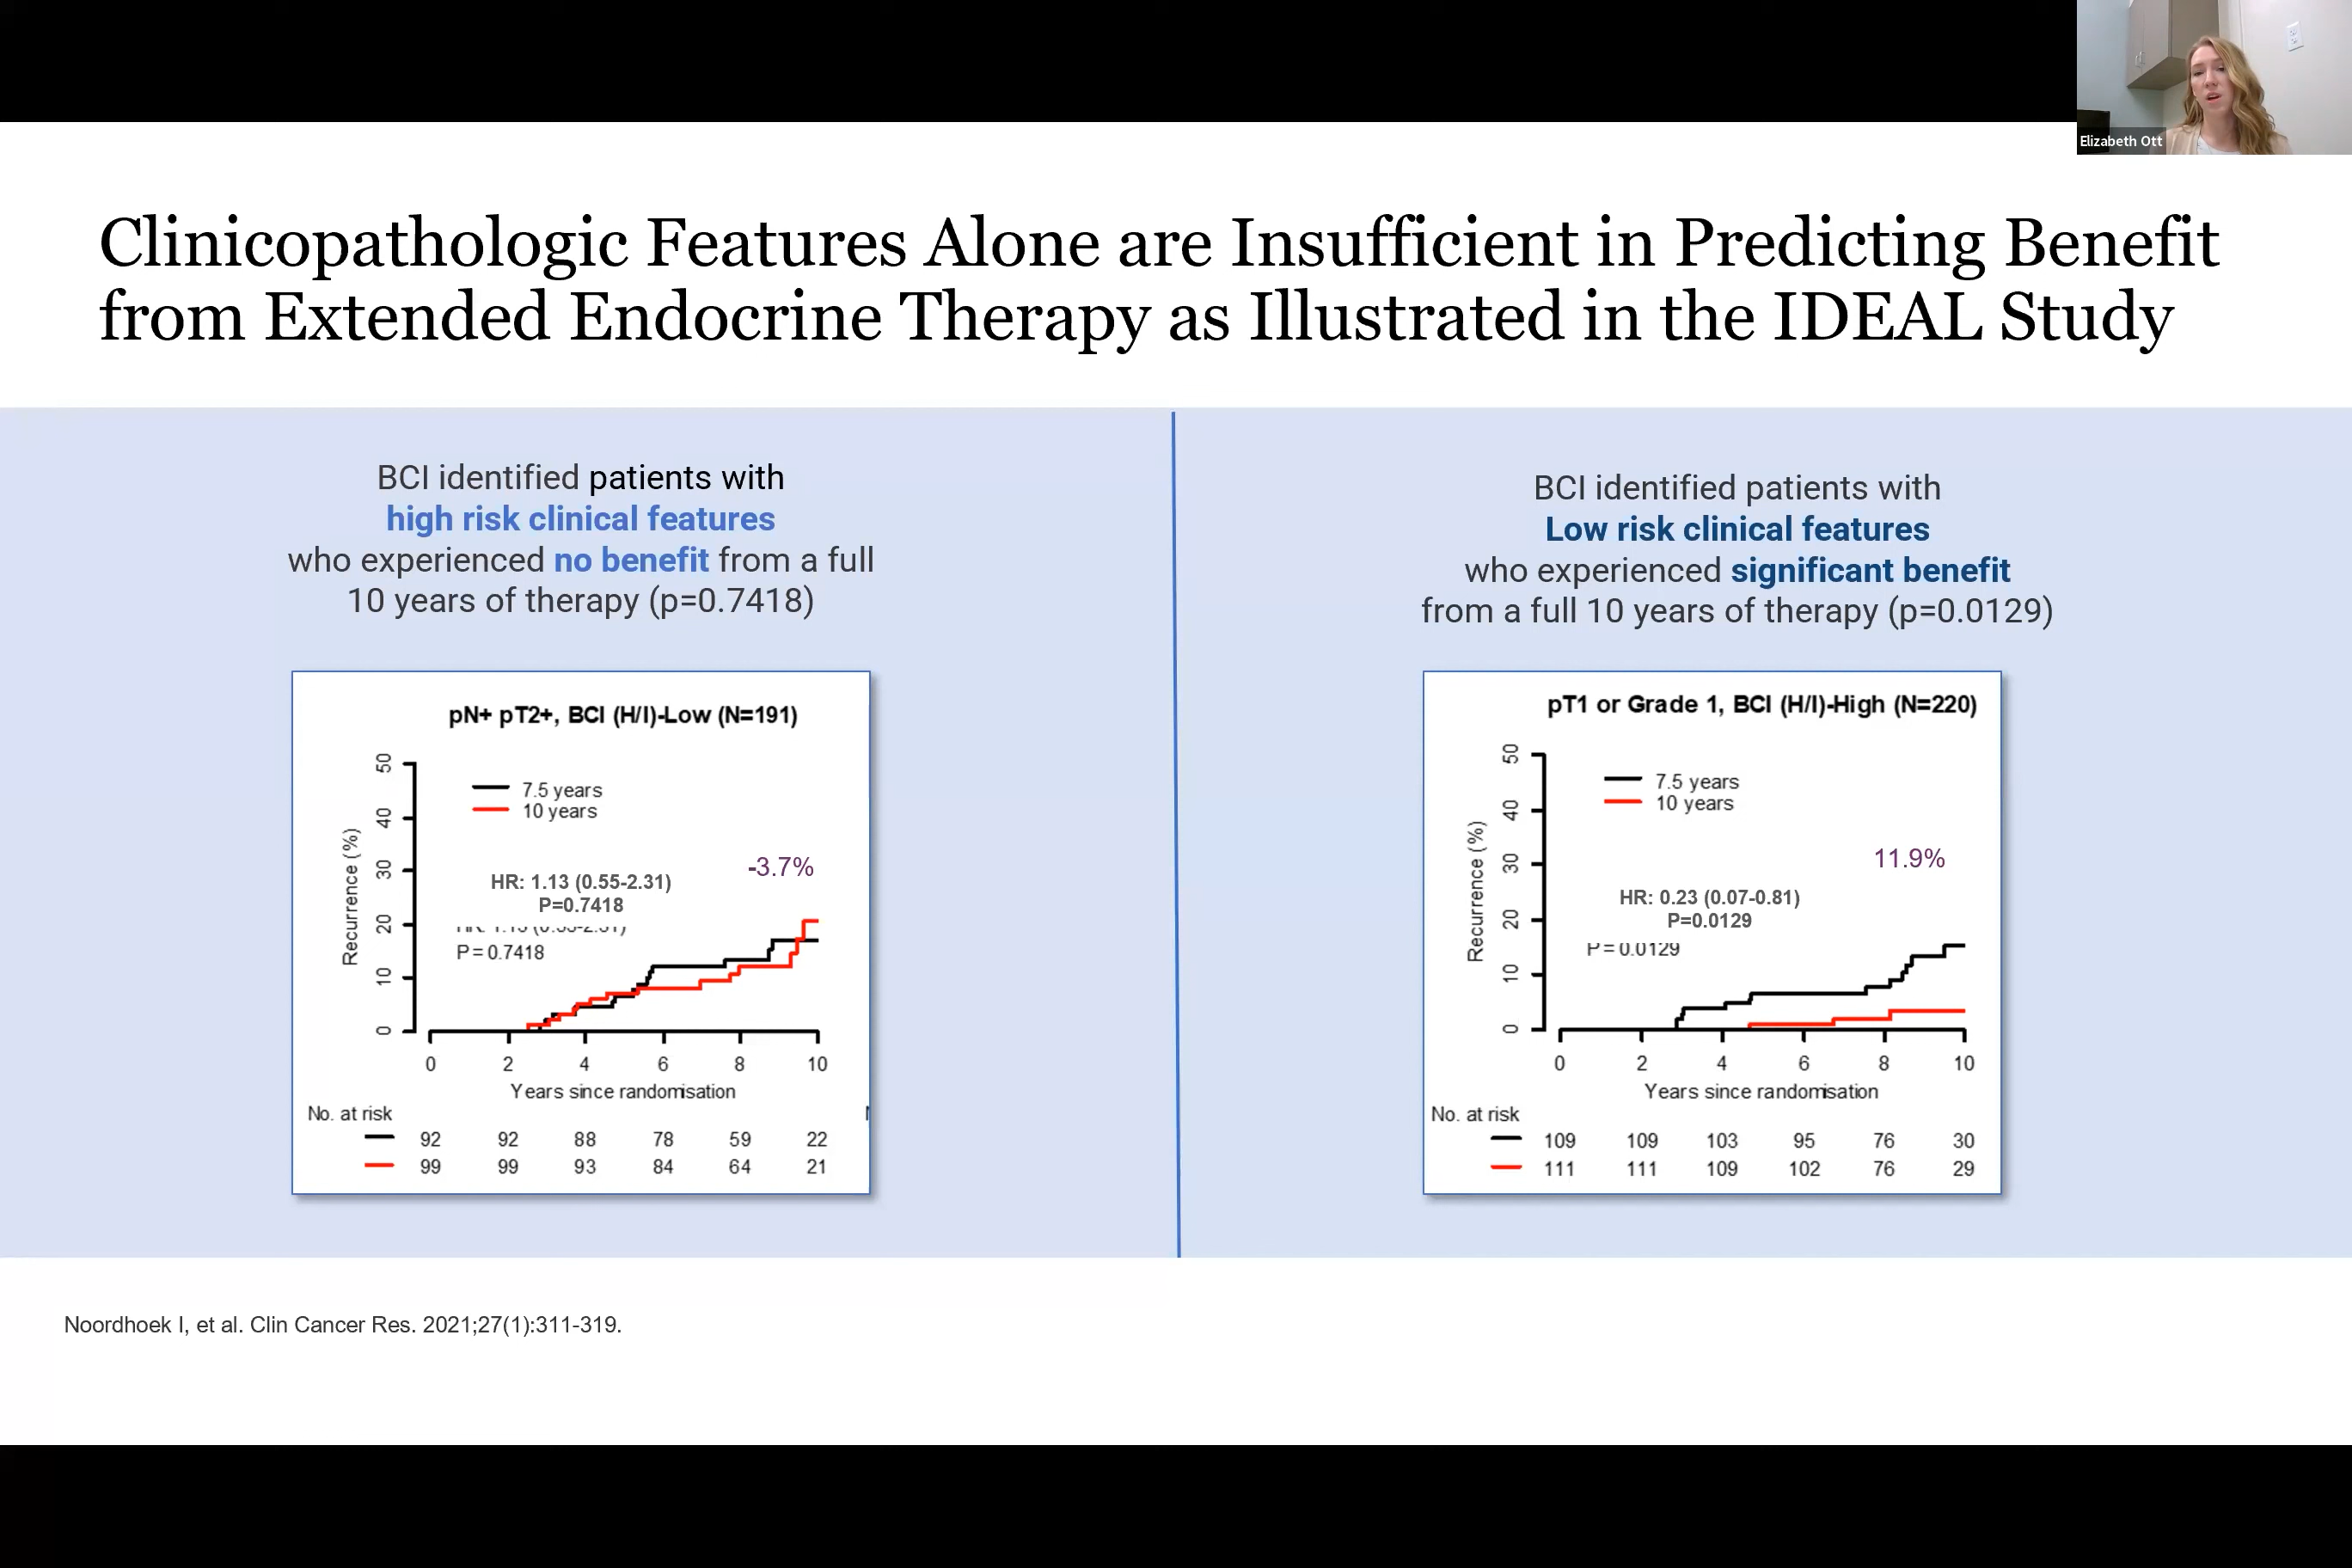 Elizabeth Ott
Clinicopathologic Features Alone are Insufficient in Predicting Benefit
from Extended Endocrine Therapy as Illustrated in the IDEAL Study
BCI identified patients with
high risk clinical features
who experienced no benefit from a full
10 years of therapy (p=0.7418)
pN+ pT2+, BCI (H/I)-Low (N=191)
50
40
30
20
10
0
Recurrence (%)
7.5 years
10 years
-3.7%
HR: 1.13 (0.55-2.31)
P=0.7418
HR: 1.13 (0.55-2.31)
P = 0.7418
0 2 4 6 8 10
Years since randomisation
No. at risk
92 92 88 78 59 22
99 99 93 84 64 21
BCI identified patients with
Low risk clinical features
who experienced significant benefit
from a full 10 years of therapy (p=0.0129)
pT1 or Grade 1, BCI (H/I)-High (N=220)
50
40
30
20
10
0
Recurrence (%)
7.5 years
10 years
11.9%
HR: 0.23 (0.07-0.81)
P=0.0129
P = 0.0129
0 2 4 6 8 10
Years since randomisation
No. at risk
109 109 103 95 76 30
111 111 109 102 76 29
Noordhoek I, et al. Clin Cancer Res. 2021;27(1):311-319.